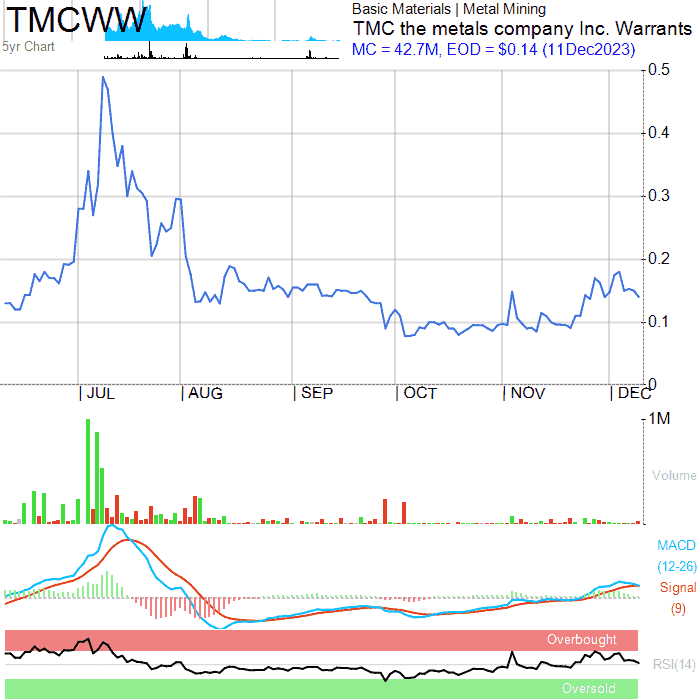 TMCWW
5yr Chart
Basic Materials | Metal Mining
TMC the metals company Inc. Warrants
MC = 42.7M, EOD = $0.14 (11Dec2023)
0.5
0.4
0.3
0.2
0.1
0
| JUL | AUG | SEP | OCT | NOV | DEC
1M
Volume
MACD
(12-26)
Signal
(9)
Overbought
RSI(14)
Oversold